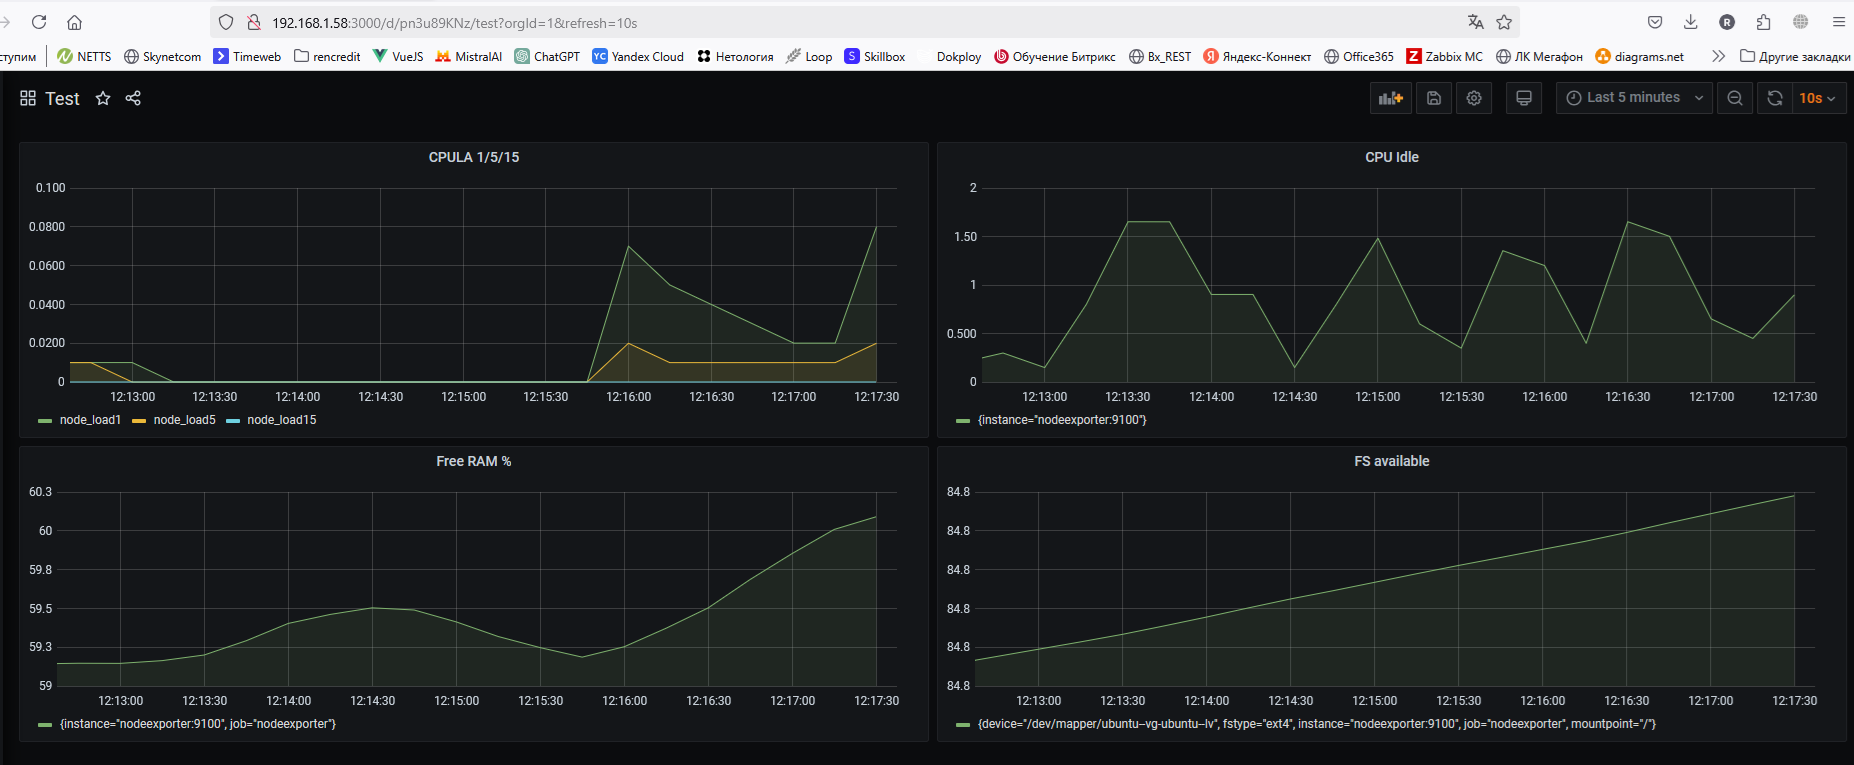 192.168.1.58:3000/d/pn3u89KNz/test?orgId=1&refresh=10s
ступим NETTS Skynetcom Timeweb rencredit VueJS MistralAI ChatGPT Yandex Cloud Нетология Loop Skillbox Dokploy Обучение Битрикс Bx_REST Яндекс-Коннект Office365 Zabbix MC ЛК Мегафон diagrams.net Другие закладки
Test Last 5 minutes 10s
CPULA 1/5/15
0.100
0.0800
0.0600
0.0400
0.0200
0
12:13:00 12:13:30 12:14:00 12:14:30 12:15:00 12:15:30 12:16:00 12:16:30 12:17:00 12:17:30
node_load1 node_load5 node_load15
CPU Idle
2
1.50
1
0.500
0
12:13:00 12:13:30 12:14:00 12:14:30 12:15:00 12:15:30 12:16:00 12:16:30 12:17:00 12:17:30
{instance="nodeexporter:9100"}
Free RAM %
60.3
60
59.8
59.5
59.3
59
12:13:00 12:13:30 12:14:00 12:14:30 12:15:00 12:15:30 12:16:00 12:16:30 12:17:00 12:17:30
{instance="nodeexporter:9100", job="nodeexporter"}
FS available
84.8
84.8
84.8
84.8
84.8
84.8
12:13:00 12:13:30 12:14:00 12:14:30 12:15:00 12:15:30 12:16:00 12:16:30 12:17:00 12:17:30
{device="/dev/mapper/ubuntu--vg-ubuntu--lv", fstype="ext4", instance="nodeexporter:9100", job="nodeexporter", mountpoint="/"}